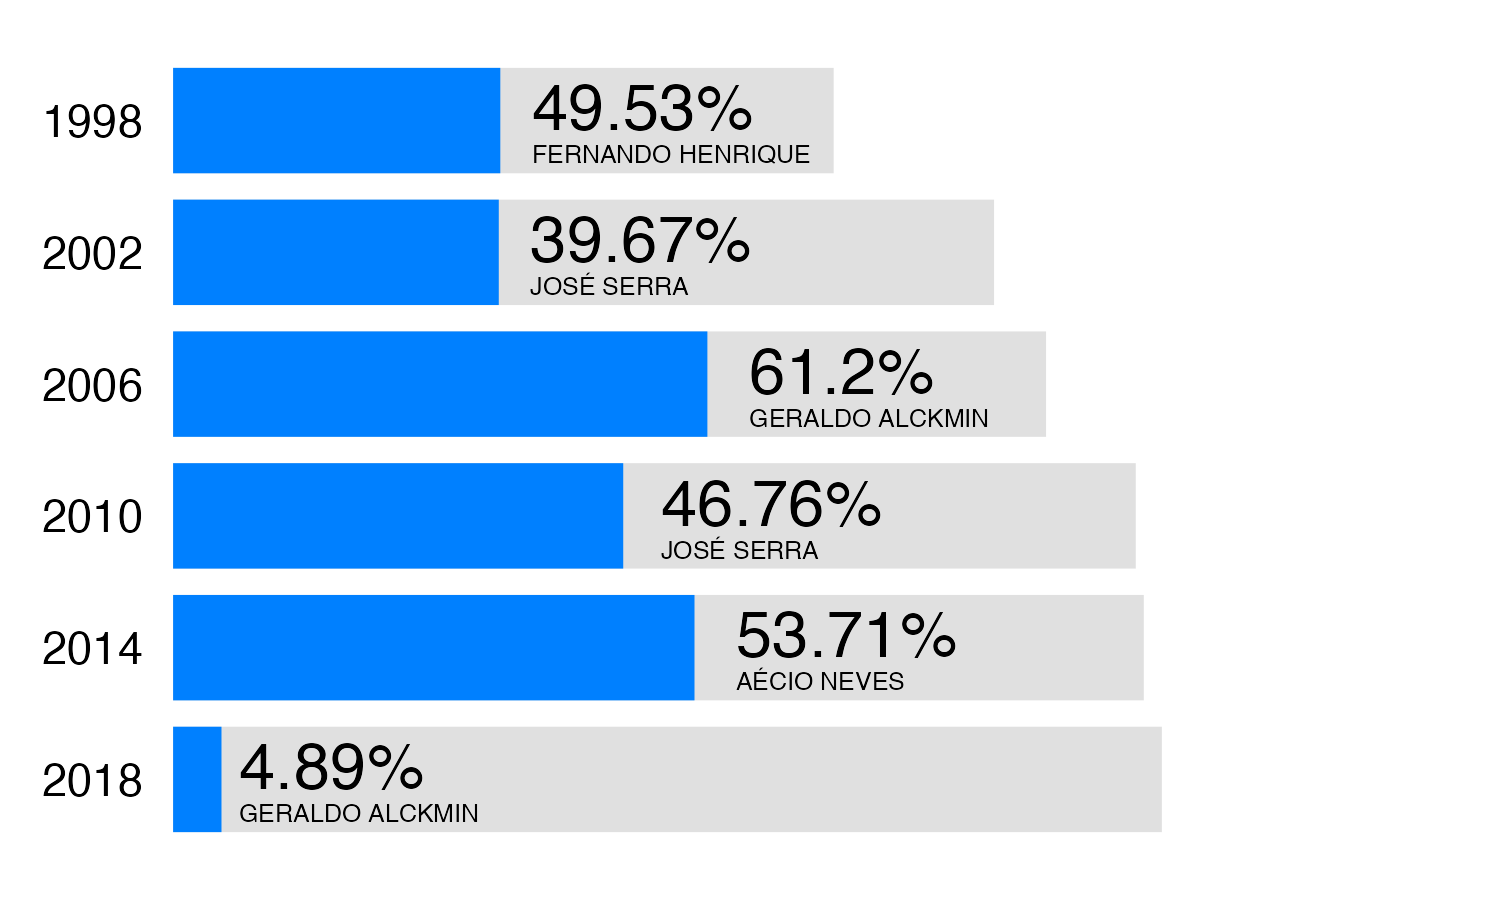 1998
49.53%
FERNANDO HENRIQUE
2002
39.67%
JOSÉ SERRA
2006
61.2%
GERALDO ALCKMIN
2010
46.76%
JOSÉ SERRA
2014
53.71%
AÉCIO NEVES
2018
4.89%
GERALDO ALCKMIN